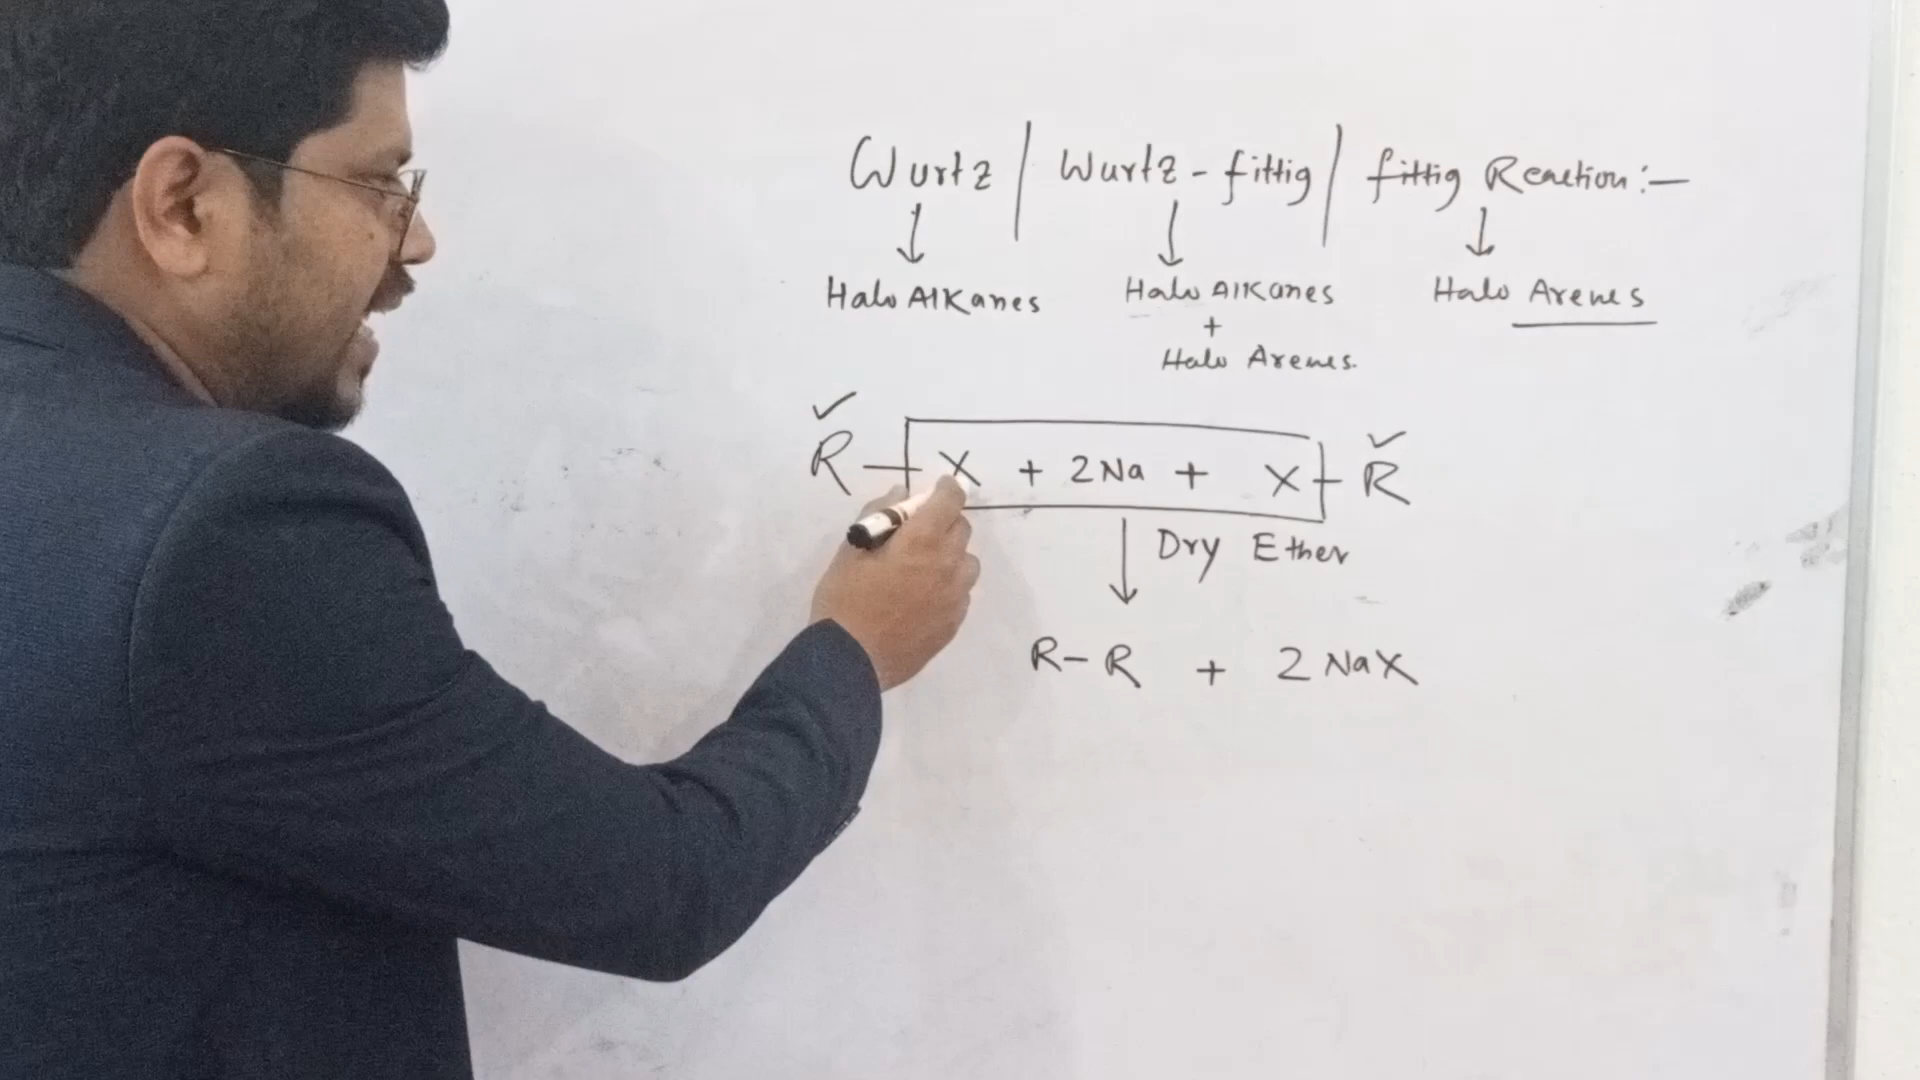 Wurtz | Wurtz - fittig | fittig Reaction :-
↓ ↓ ↓
Halo Alkanes Halo Alkanes Halo Arenes
+
Halo Arenes.
✓ ✓
R - X + 2Na + X - R
↓ Dry Ether
R - R + 2 NaX